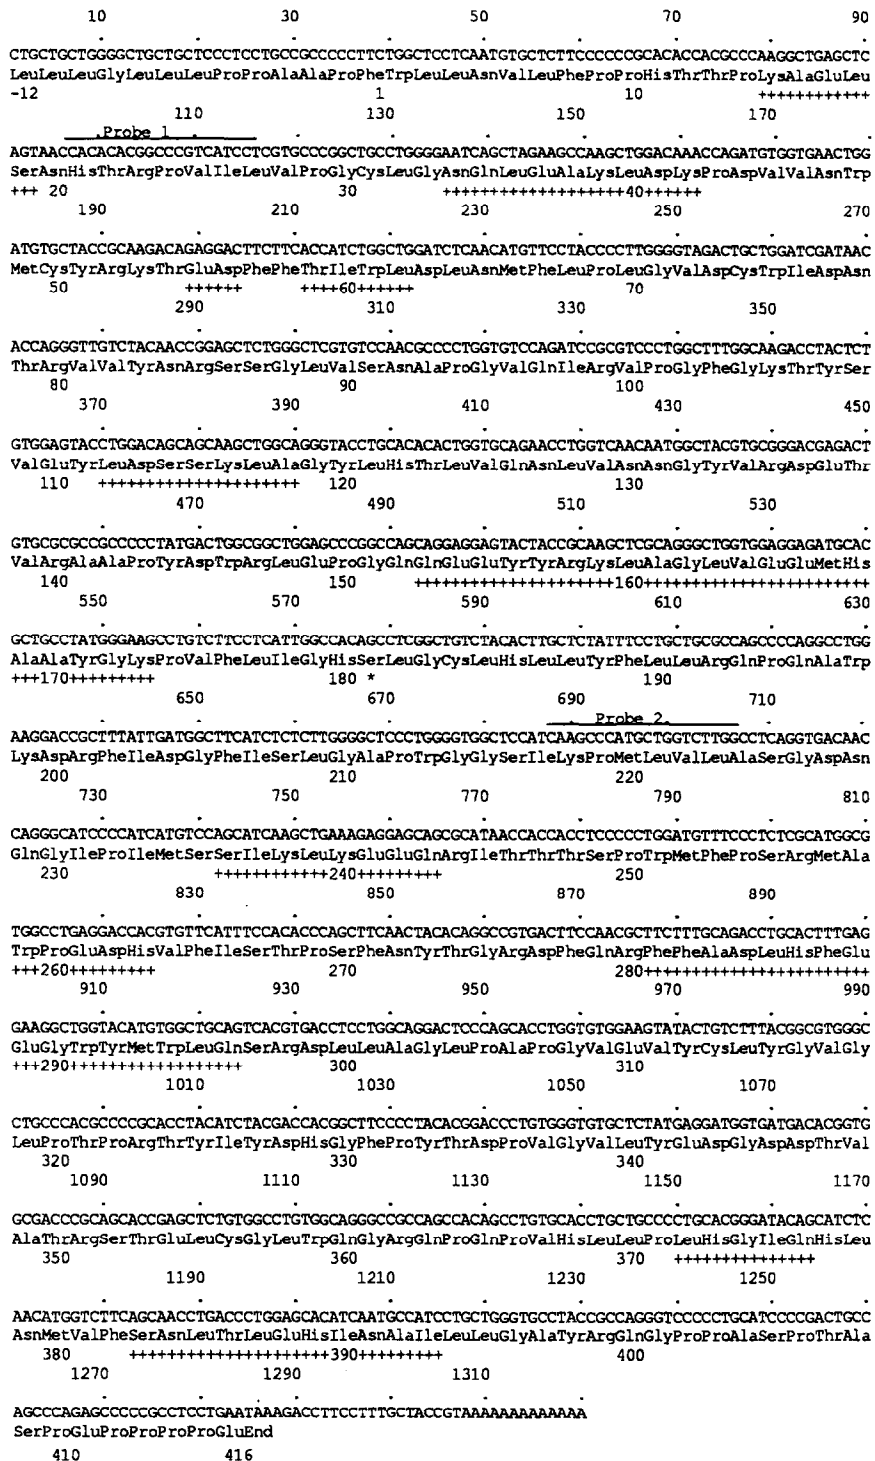 10 30 50 70 90
CTGCTGCTGGGGCTGCTGCTCCCTCCTGCCGCCCCCTTCTGGCTCCTCAATGTGCTCTTCCCCCCGCACACCACGCCCAAGGCTGAGCTC
LeuLeuLeuGlyLeuLeuLeuProProAlaAlaProPheTrpLeuLeuAsnValLeuPheProProHisThrThrProLysAlaGluLeu
-12 1 10 ++++++++++++
110 130 150 170
Probe 1
AGTAACCACACACGGCCCGTCATCCTCGTGCCCGGCTGCCTGGGGAATCAGCTAGAAGCCAAGCTGGACAAACCAGATGTGGTGAACTGG
SerAsnHisThrArgProValIleLeuValProGlyCysLeuGlyAsnGlnLeuGluAlaLysLeuAspLysProAspValValAsnTrp
+++ 20 30 +++++++++++++++++++40++++++
190 210 230 250 270
ATGTGCTACCGCAAGACAGAGGACTTCTTCACCATCTGGCTGGATCTCAACATGTTCCTACCCCTTGGGGTAGACTGCTGGATCGATAAC
MetCysTyrArgLysThrGluAspPhePheThrIleTrpLeuAspLeuAsnMetPheLeuProLeuGlyValAspCysTrpIleAspAsn
50 ++++++ ++++60++++++ 70
290 310 330 350
ACCAGGGTTGTCTACAACCGGAGCTCTGGGCTCGTGTCCAACGCCCCTGGTGTCCAGATCCGCGTCCCTGGCTTTGGCAAGACCTACTCT
ThrArgValValTyrAsnArgSerSerGlyLeuValSerAsnAlaProGlyValGlnIleArgValProGlyPheGlyLysThrTyrSer
80 90 100
370 390 410 430 450
GTGGAGTACCTGGACAGCAGCAAGCTGGCAGGGTACCTGCACACACTGGTGCAGAACCTGGTCAACAATGGCTACGTGCGGGACGAGACT
ValGluTyrLeuAspSerSerLysLeuAlaGlyTyrLeuHisThrLeuValGlnAsnLeuValAsnAsnGlyTyrValArgAspGluThr
110 +++++++++++++++++++++ 120 130
470 490 510 530
GTGCGCGCCGCCCCCTATGACTGGCGGCTGGAGCCCGGCCAGCAGGAGGAGTACTACCGCAAGCTCGCAGGGCTGGTGGAGGAGATGCAC
ValArgAlaAlaProTyrAspTrpArgLeuGluProGlyGlnGlnGluGluTyrTyrArgLysLeuAlaGlyLeuValGluGluMetHis
140 150 +++++++++++++++++++++160++++++++++++++++++++++++
550 570 590 610 630
GCTGCCTATGGGAAGCCTGTCTTCCTCATTGGCCACAGCCTCGGCTGTCTACACTTGCTCTATTTCCTGCTGCGCCAGCCCCAGGCCTGG
AlaAlaTyrGlyLysProValPheLeuIleGlyHisSerLeuGlyCysLeuHisLeuLeuTyrPheLeuLeuArgGlnProGlnAlaTrp
+++170+++++++++ 180 * 190
650 670 690 710
Probe 2
AAGGACCGCTTTATTGATGGCTTCATCTCTCTTGGGGCTCCCTGGGGTGGCTCCATCAAGCCCATGCTGGTCTTGGCCTCAGGTGACAAC
LysAspArgPheIleAspGlyPheIleSerLeuGlyAlaProTrpGlyGlySerIleLysProMetLeuValLeuAlaSerGlyAspAsn
200 210 220
730 750 770 790 810
CAGGGCATCCCCATCATGTCCAGCATCAAGCTGAAAGAGGAGCAGCGCATAACCACCACCTCCCCCTGGATGTTTCCCTCTCGCATGGCG
GlnGlyIleProIleMetSerSerIleLysLeuLysGluGluGlnArgIleThrThrThrSerProTrpMetPheProSerArgMetAla
230 ++++++++++++240+++++++++ 250
830 850 870 890
TGGCCTGAGGACCACGTGTTCATTTCCACACCCAGCTTCAACTACACAGGCCGTGACTTCCAACGCTTCTTTGCAGACCTGCACTTTGAG
TrpProGluAspHisValPheIleSerThrProSerPheAsnTyrThrGlyArgAspPheGlnArgPhePheAlaAspLeuHisPheGlu
+++260+++++++++ 270 280++++++++++++++++++++++++
910 930 950 970 990
GAAGGCTGGTACATGTGGCTGCAGTCACGTGACCTCCTGGCAGGACTCCCAGCACCTGGTGTGGAAGTATACTGTCTTTACGGCGTGGGC
GluGlyTrpTyrMetTrpLeuGlnSerArgAspLeuLeuAlaGlyLeuProAlaProGlyValGluValTyrCysLeuTyrGlyValGly
+++290++++++++++++++++++ 300 310
1010 1030 1050 1070
CTGCCCACGCCCCGCACCTACATCTACGACCACGGCTTCCCCTACACGGACCCTGTGGGTGTGCTCTATGAGGATGGTGATGACACGGTG
LeuProThrProArgThrTyrIleTyrAspHisGlyPheProTyrThrAspProValGlyValLeuTyrGluAspGlyAspAspThrVal
320 330 340
1090 1110 1130 1150 1170
GCGACCCGCAGCACCGAGCTCTGTGGCCTGTGGCAGGGCCGCCAGCCACAGCCTGTGCACCTGCTGCCCCTGCACGGGATACAGCATCTC
AlaThrArgSerThrGluLeuCysGlyLeuTrpGlnGlyArgGlnProGlnProValHisLeuLeuProLeuHisGlyIleGlnHisLeu
350 360 370 +++++++++++++++
1190 1210 1230 1250
AACATGGTCTTCAGCAACCTGACCCTGGAGCACATCAATGCCATCCTGCTGGGTGCCTACCGCCAGGGTCCCCCTGCATCCCCGACTGCC
AsnMetValPheSerAsnLeuThrLeuGluHisIleAsnAlaIleLeuLeuGlyAlaTyrArgGlnGlyProProAlaSerProThrAla
380 +++++++++++++++++++++390+++++++++ 400
1270 1290 1310
AGCCCAGAGCCCCCGCCTCCTGAATAAAGACCTTCCTTTGCTACCGTAAAAAAAAAAAAA
SerProGluProProProProGluEnd
410 416